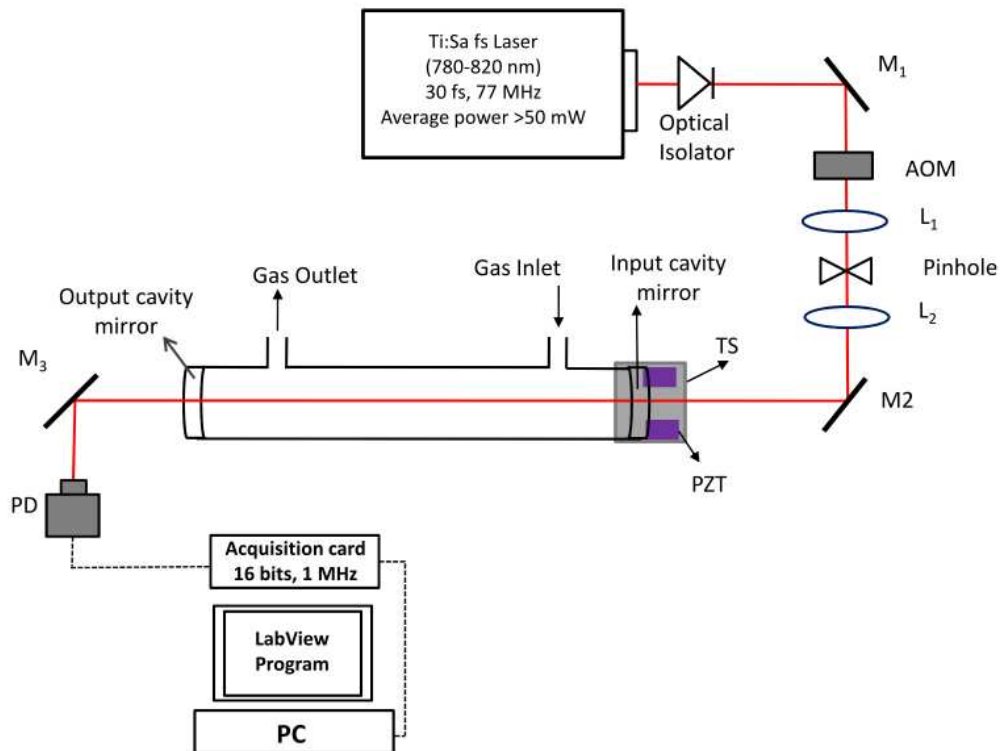 Ti:Sa fs Laser
(780-820 nm)
30 fs, 77 MHz
Average power >50 mW
Optical
Isolator
M1
AOM
L1
Pinhole
L2
M2
Gas Outlet
Gas Inlet
Input cavity
mirror
Output cavity
mirror
TS
M3
PZT
PD
Acquisition card
16 bits, 1 MHz
LabView
Program
PC